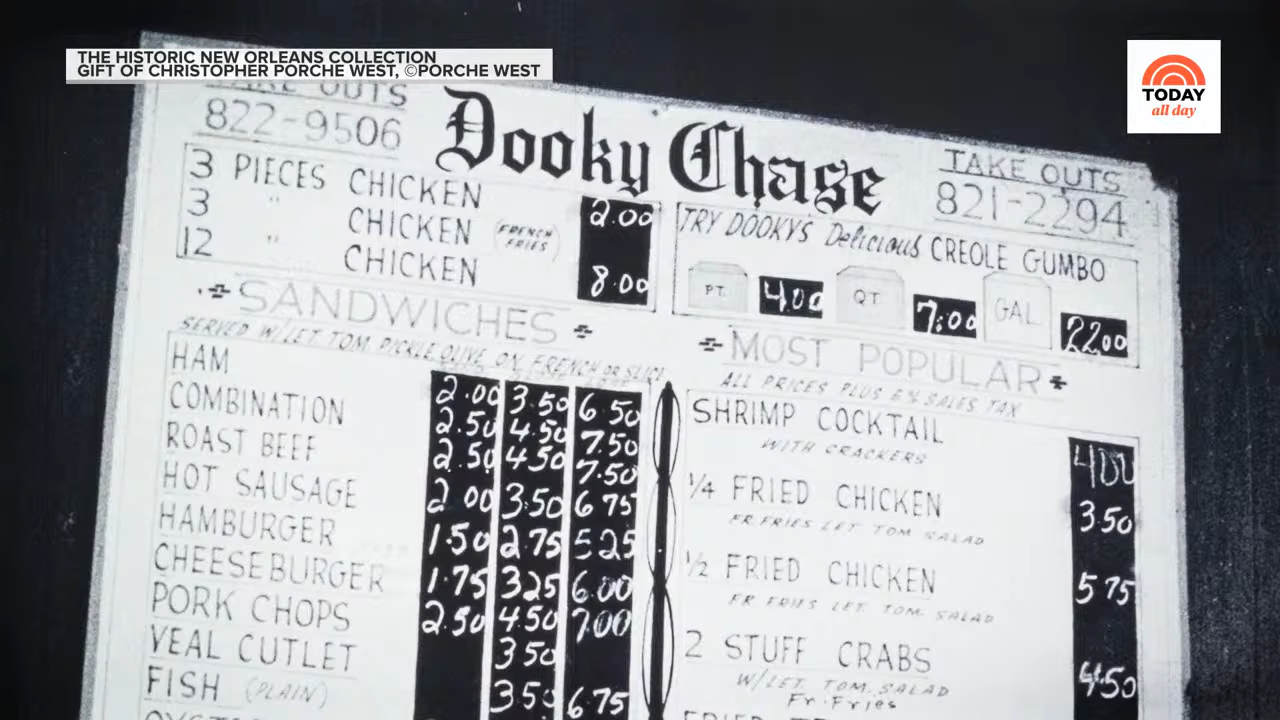 THE HISTORIC NEW ORLEANS COLLECTION
GIFT OF CHRISTOPHER PORCHE WEST, ©PORCHE WEST
TODAY
all day
TAKE OUTS
822-9506
Dooky Chase
TAKE OUTS
821-2294
3 PIECES CHICKEN 2.00
3 " CHICKEN (FRENCH FRIES)
12 " CHICKEN 8.00
TRY DOOKY'S Delicious CREOLE GUMBO
PT. 4.00 QT. 7.00 GAL 22.00
SANDWICHES
SERVED W/LET. TOM. PICKLE OLIVE ON FRENCH OR SLICE
HAM 2.00 3.50 6.50
COMBINATION 2.50 4.50 7.50
ROAST BEEF 2.50 4.50 7.50
HOT SAUSAGE 2.00 3.50 6.75
HAMBURGER 1.50 2.75 5.25
CHEESEBURGER 1.75 3.25 6.00
PORK CHOPS 2.50 4.50 7.00
VEAL CUTLET 3.50
FISH (PLAIN) 3.50 6.75
MOST POPULAR
ALL PRICES PLUS 6% SALES TAX
SHRIMP COCKTAIL 4.00
WITH CRACKERS
1/4 FRIED CHICKEN 3.50
FR. FRIES LET. TOM. SALAD
1/2 FRIED CHICKEN 5.75
FR FRIES LET. TOM. SALAD
2 STUFF CRABS 4.50
W/LET. TOM. SALAD
Fr. Fries